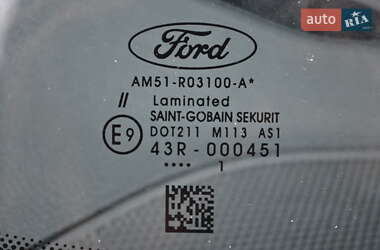 auto RIA
Ford
AM51-R03100-A*
// Laminated
SAINT-GOBAIN SEKURIT
E9 DOT211 M113 AS1
43R-000451
•••• 1